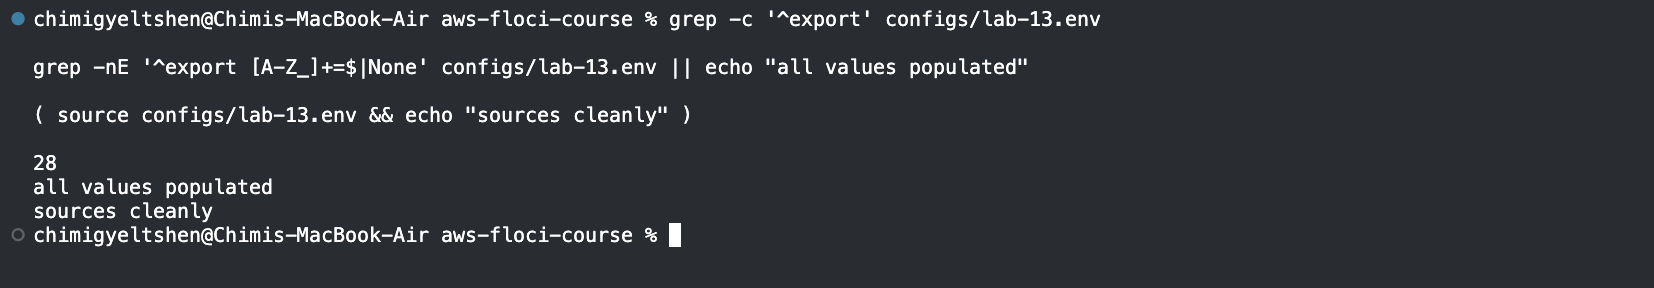 chimigyeltshen@Chimis-MacBook-Air aws-floci-course % grep -c '^export' configs/lab-13.env
grep -nE '^export [A-Z_]+=$|None' configs/lab-13.env || echo "all values populated"
( source configs/lab-13.env && echo "sources cleanly" )
28
all values populated
sources cleanly
chimigyeltshen@Chimis-MacBook-Air aws-floci-course %